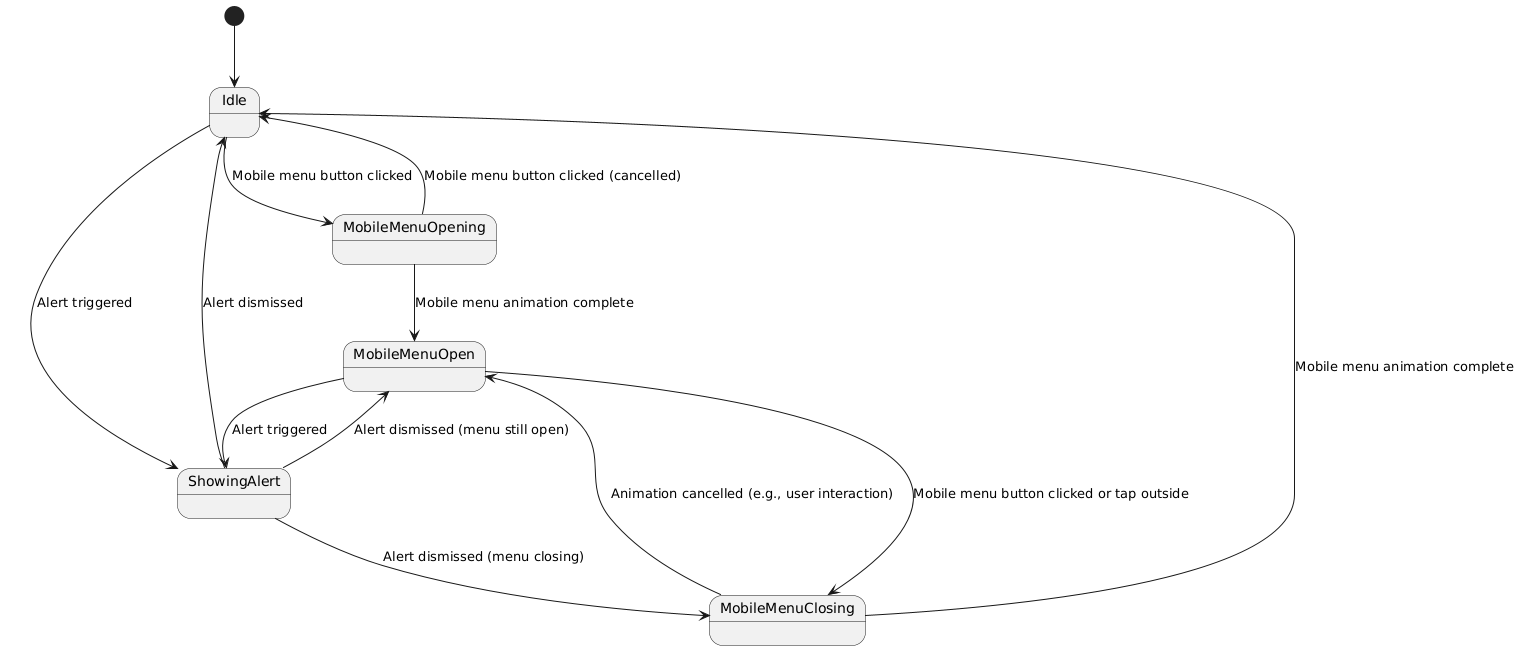 Idle
Mobile menu button clicked
Mobile menu button clicked (cancelled)
MobileMenuOpening
Alert triggered
Alert dismissed
Mobile menu animation complete
MobileMenuOpen
Mobile menu animation complete
Alert triggered
Alert dismissed (menu still open)
ShowingAlert
Animation cancelled (e.g., user interaction)
Mobile menu button clicked or tap outside
Alert dismissed (menu closing)
MobileMenuClosing